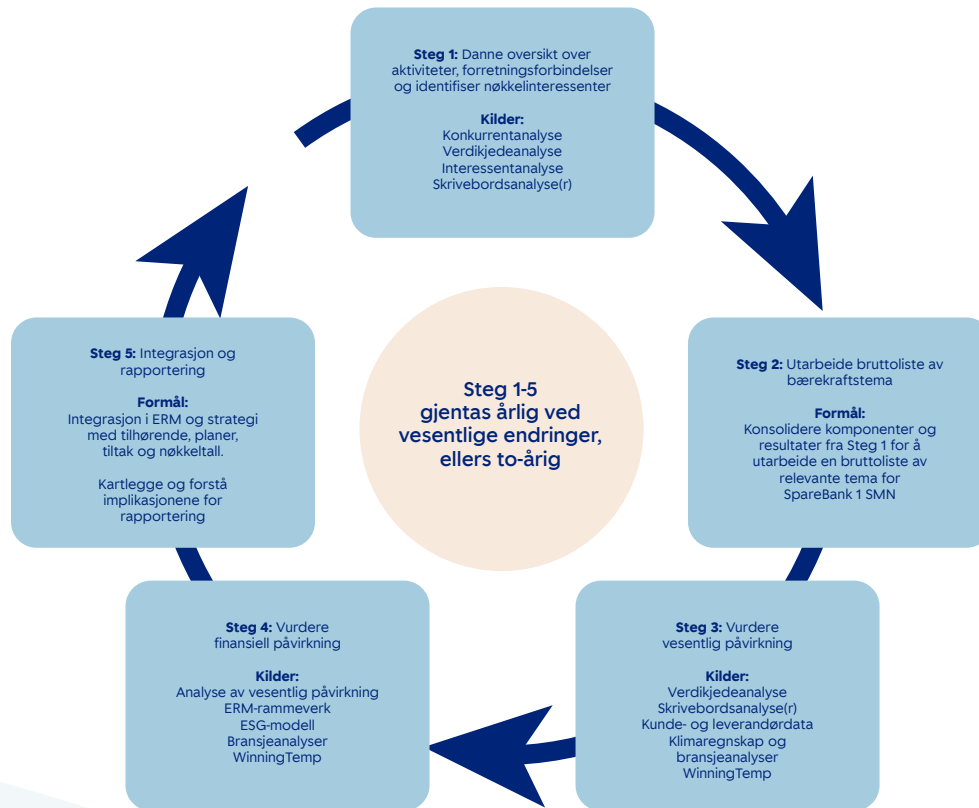 Steg 1: Danne oversikt over
aktiviteter, forretningsforbindelser
og identifiser nøkkelinteressenter
Kilder:
Konkurrentanalyse
Verdikjedeanalyse
Interessentanalyse
Skrivebordsanalyse(r)
Steg 2: Utarbeide bruttoliste av
bærekraftstema
Formål:
Konsolidere komponenter og
resultater fra Steg 1 for å
utarbeide en bruttoliste av
relevante tema for
SpareBank 1 SMN
Steg 3: Vurdere
vesentlig påvirkning
Kilder:
Verdikjedeanalyse
Skrivebordsanalyse(r)
Kunde- og leverandørdata
Klimaregnskap og
bransjeanalyser
WinningTemp
Steg 4: Vurdere
finansiell påvirkning
Kilder:
Analyse av vesentlig påvirkning
ERM-rammeverk
ESG-modell
Bransjeanalyser
WinningTemp
Steg 5: Integrasjon og
rapportering
Formål:
Integrasjon i ERM og strategi
med tilhørende, planer,
tiltak og nøkkeltall.
Kartlegge og forstå
implikasjonene for
rapportering
Steg 1-5
gjentas årlig ved
vesentlige endringer,
ellers to-årig